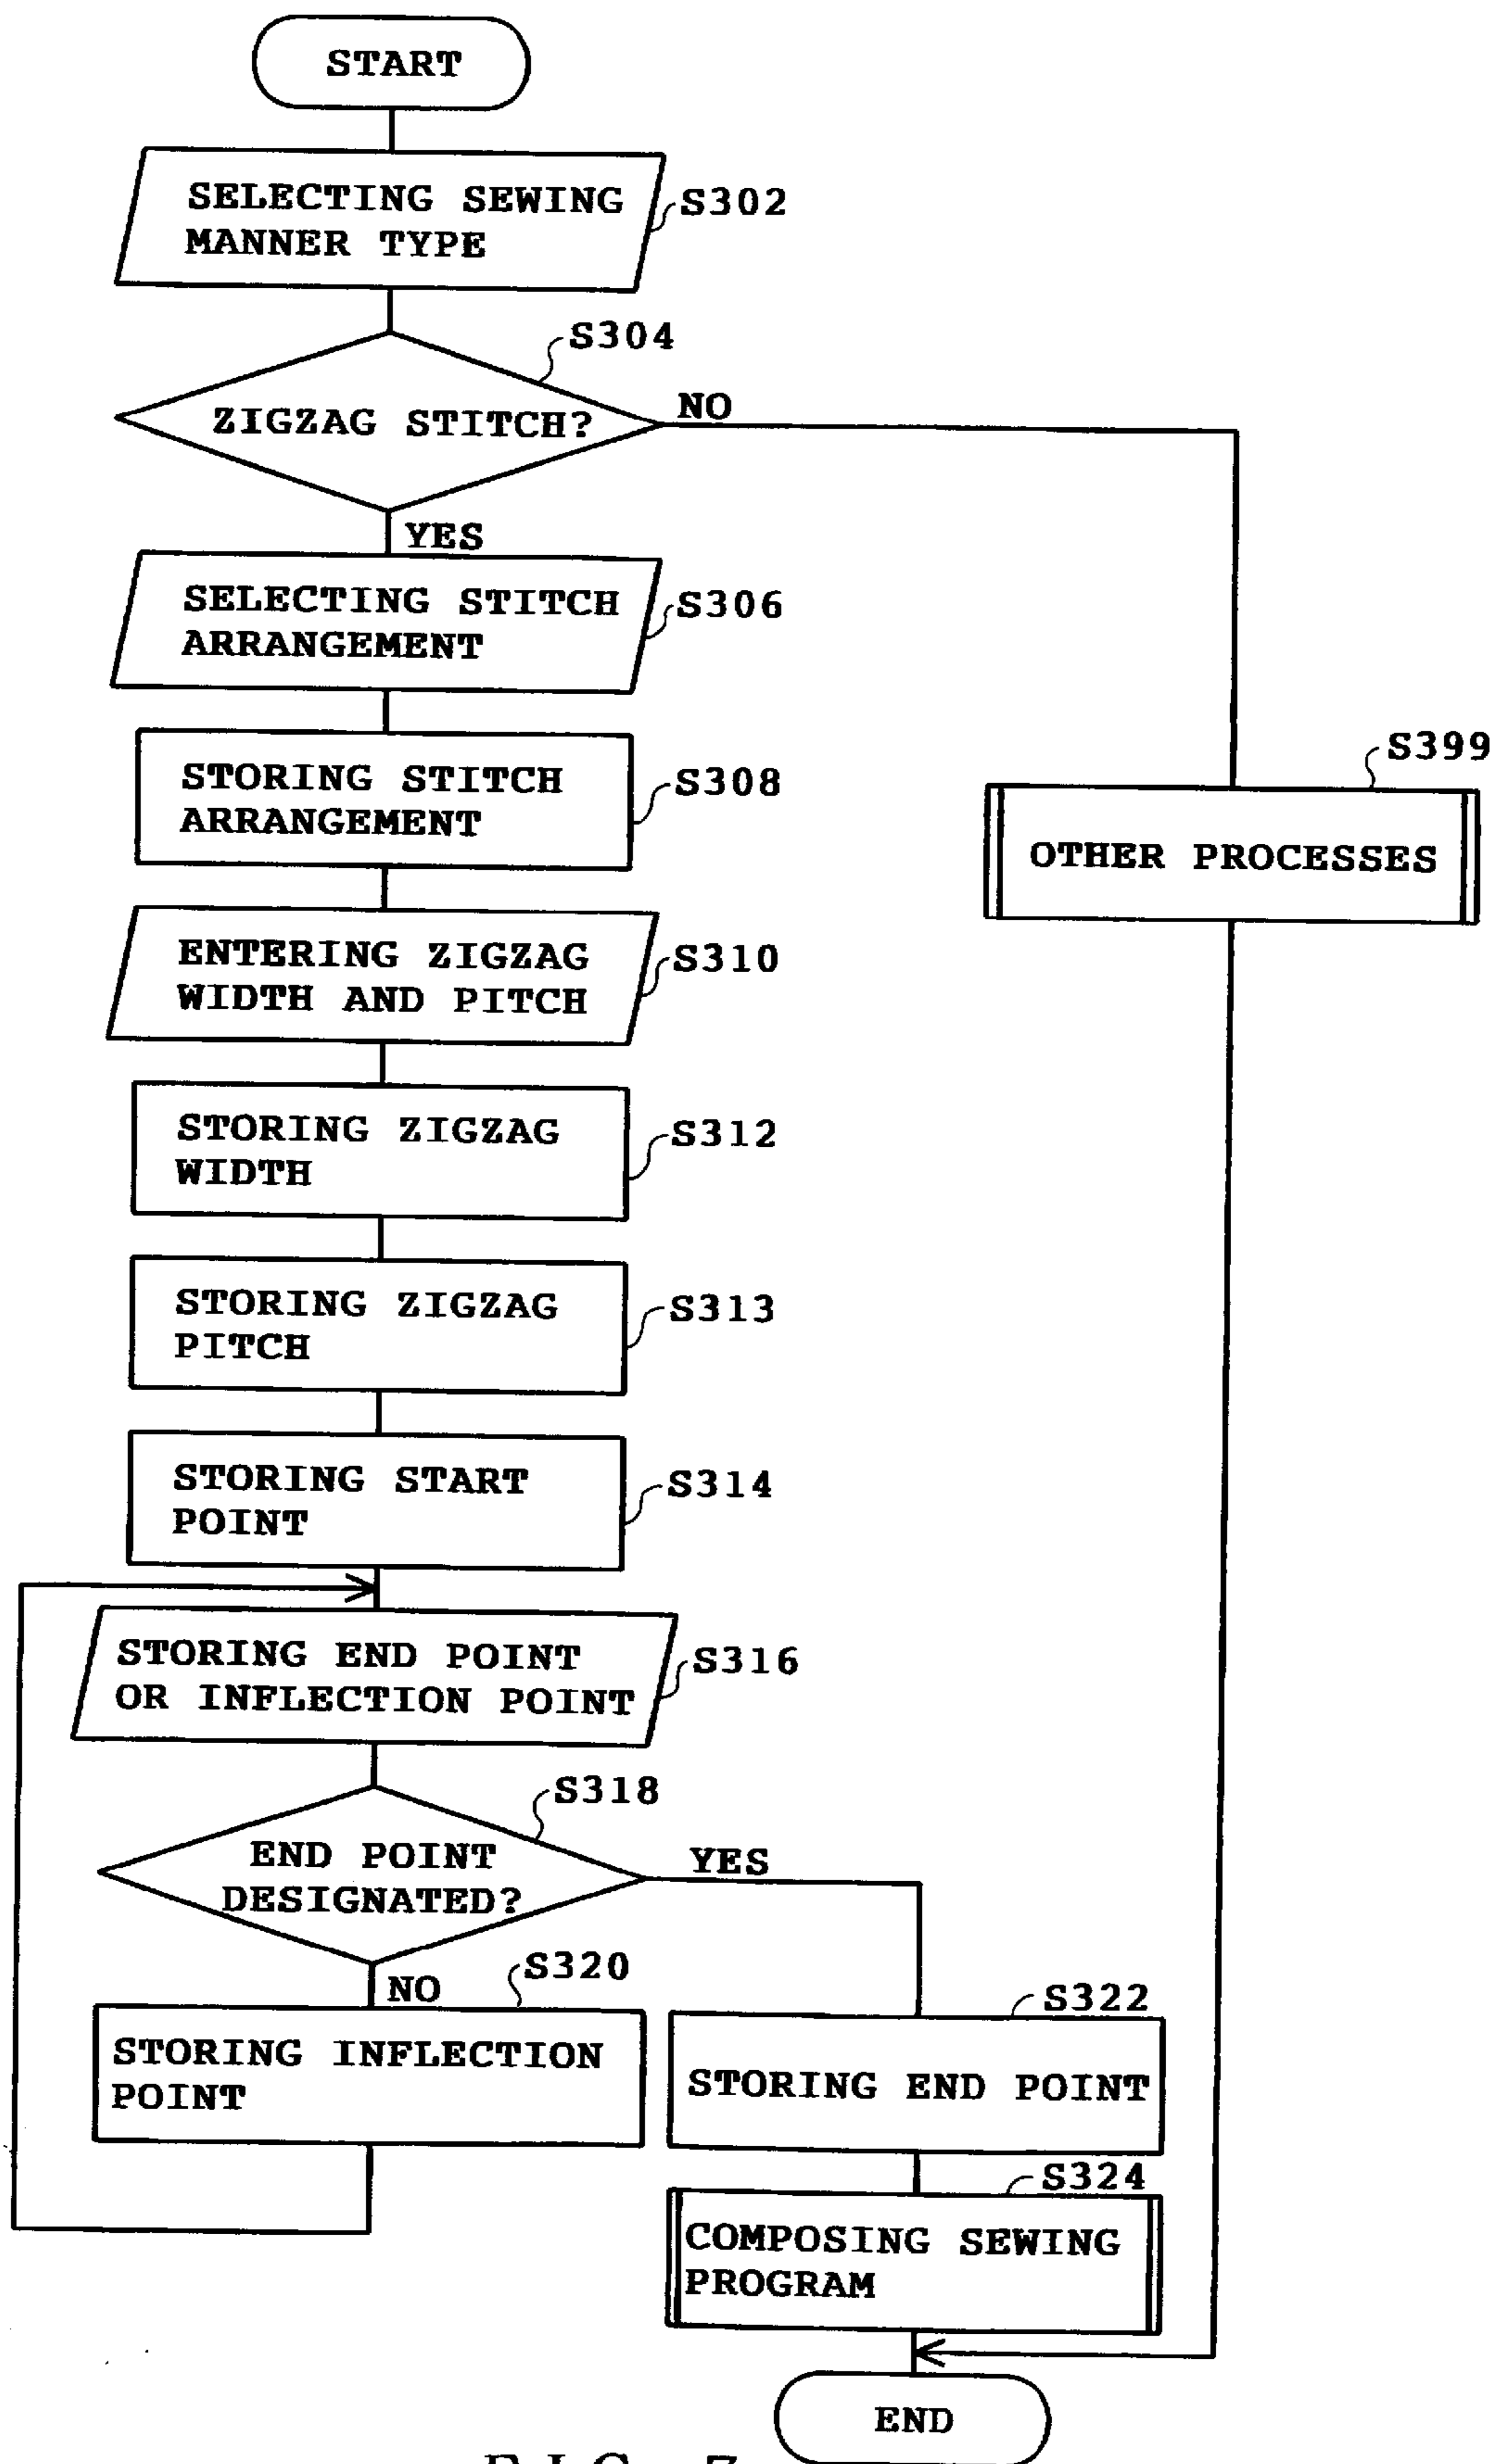 START
SELECTING SEWING
MANNER TYPE
S302
S304
ZIGZAG STITCH?
NO
YES
SELECTING STITCH
ARRANGEMENT
S306
STORING STITCH
ARRANGEMENT
S308
S399
OTHER PROCESSES
ENTERING ZIGZAG
WIDTH AND PITCH
S310
STORING ZIGZAG
WIDTH
S312
STORING ZIGZAG
PITCH
S313
STORING START
POINT
S314
STORING END POINT
OR INFLECTION POINT
S316
S318
END POINT
DESIGNATED?
YES
NO
S320
STORING INFLECTION
POINT
S322
STORING END POINT
S324
COMPOSING SEWING
PROGRAM
END